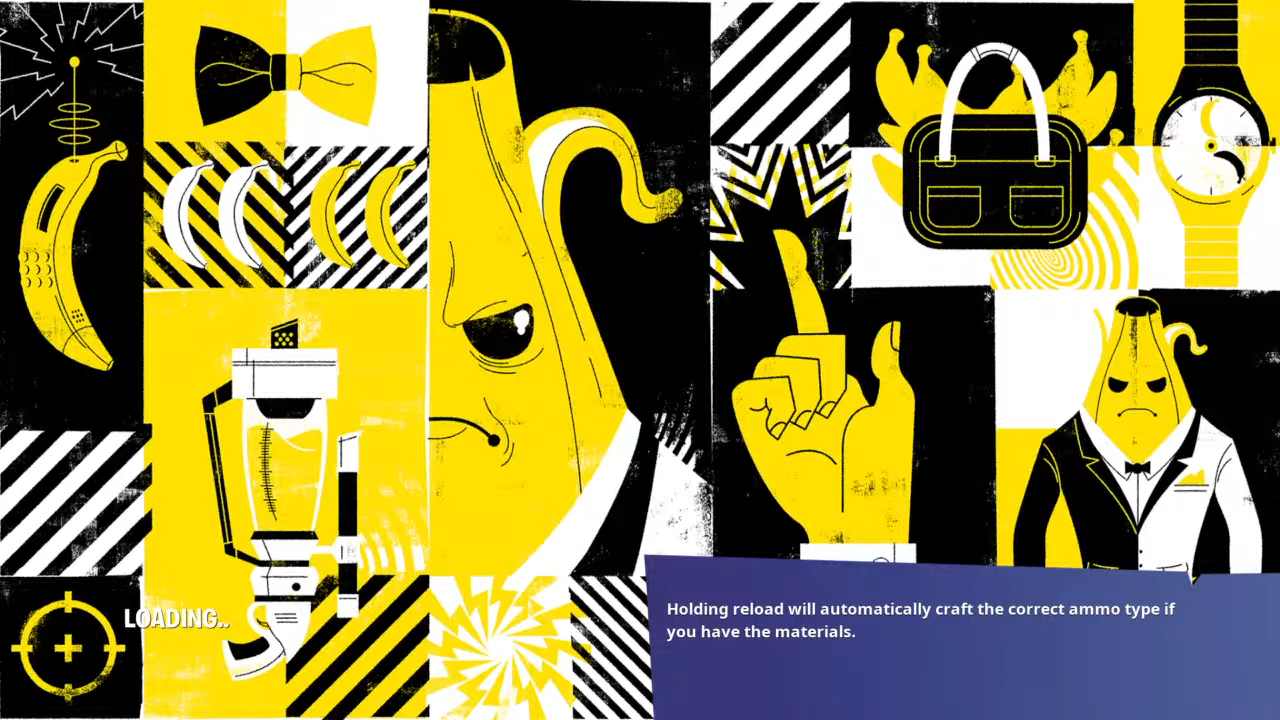 LOADING..
Holding reload will automatically craft the correct ammo type if
you have the materials.